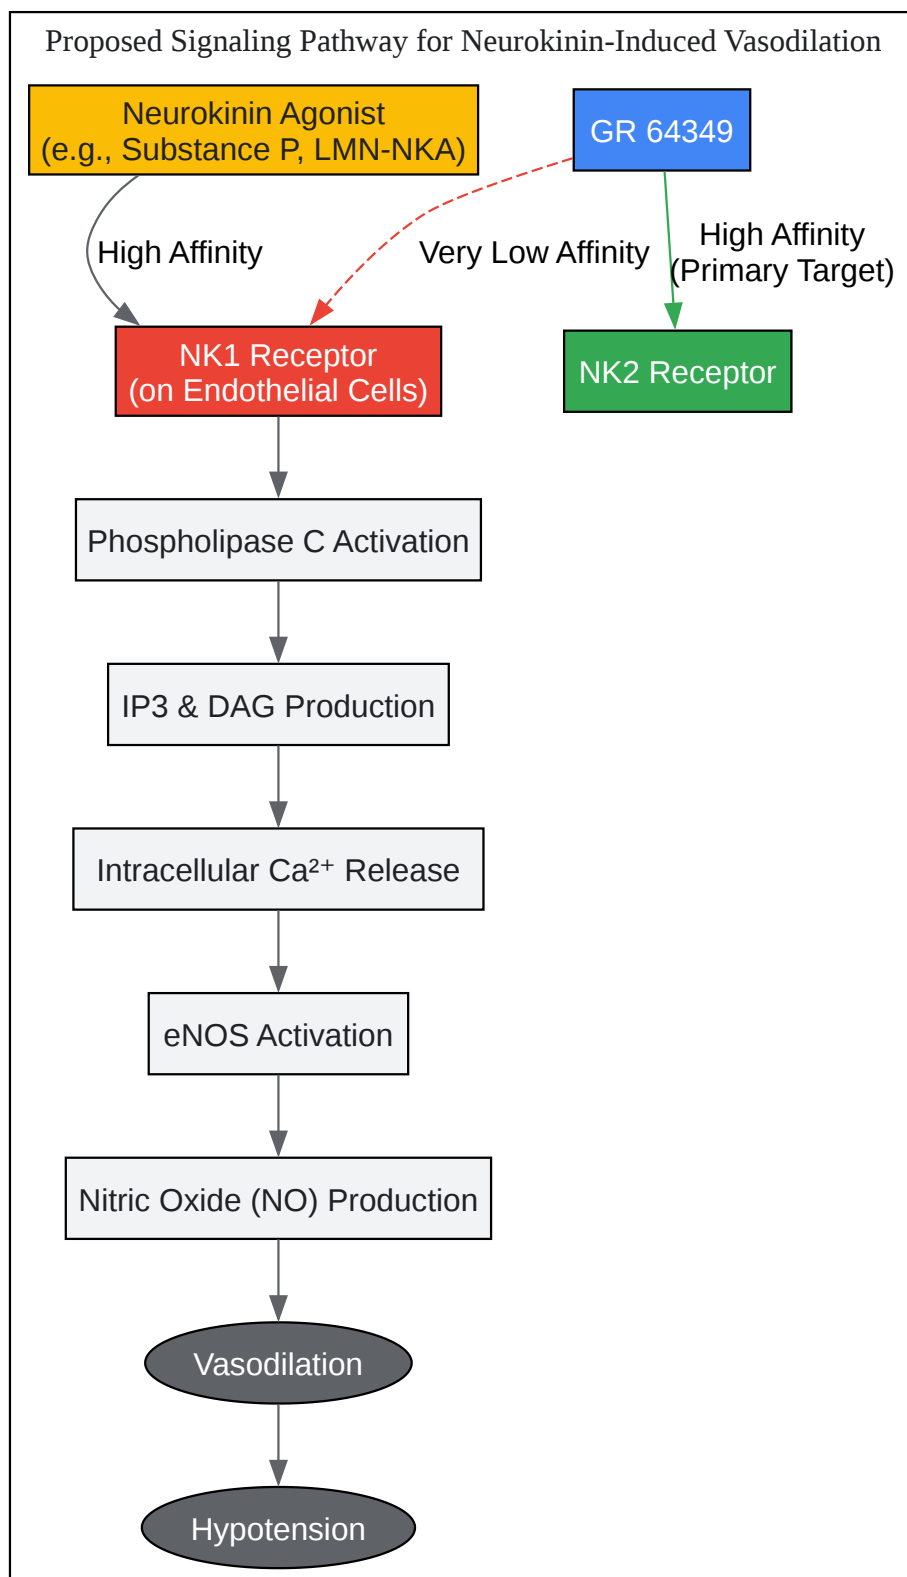 Proposed Signaling Pathway for Neurokinin-Induced Vasodilation
Neurokinin Agonist
(e.g., Substance P, LMN-NKA)
GR 64349
High Affinity
Very Low Affinity
High Affinity
(Primary Target)
NK1 Receptor
(on Endothelial Cells)
NK2 Receptor
Phospholipase C Activation
IP3 & DAG Production
Intracellular Ca²⁺ Release
eNOS Activation
Nitric Oxide (NO) Production
Vasodilation
Hypotension